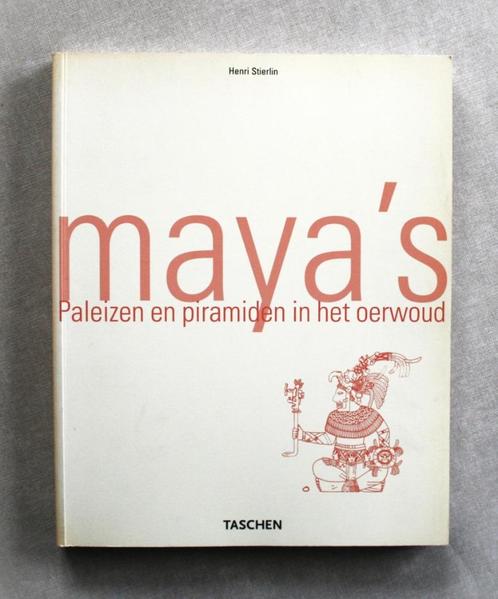 Henri Stierlin
maya's
Paleizen en piramiden in het oerwoud
TASCHEN